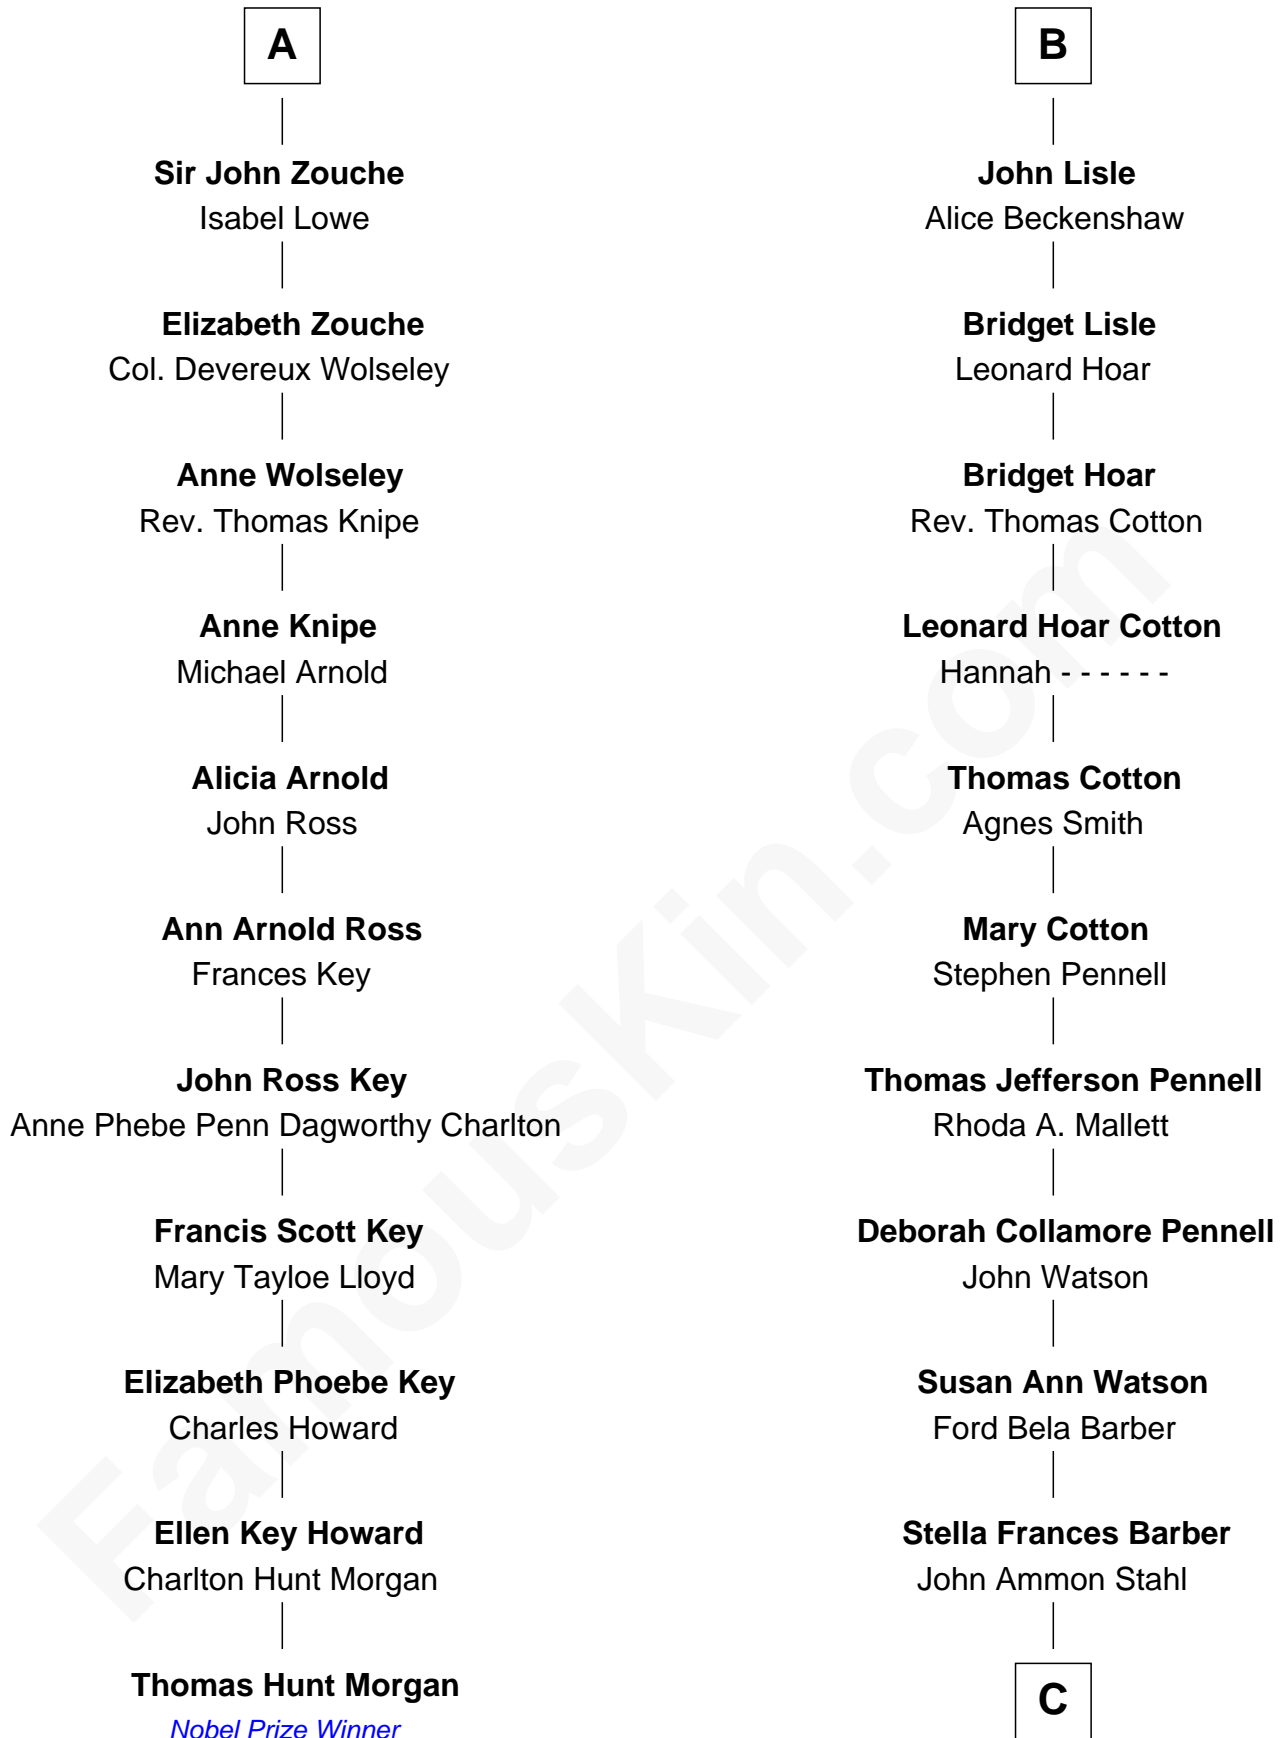 A
Sir John Zouche
Isabel Lowe
Elizabeth Zouche
Col. Devereux Wolseley
Anne Wolseley
Rev. Thomas Knipe
Anne Knipe
Michael Arnold
Alicia Arnold
John Ross
Ann Arnold Ross
Frances Key
John Ross Key
Anne Phebe Penn Dagworthy Charlton
Francis Scott Key
Mary Tayloe Lloyd
Elizabeth Phoebe Key
Charles Howard
Ellen Key Howard
Charlton Hunt Morgan
Thomas Hunt Morgan
Nobel Prize Winner
B
John Lisle
Alice Beckenshaw
Bridget Lisle
Leonard Hoar
Bridget Hoar
Rev. Thomas Cotton
Leonard Hoar Cotton
Hannah - - - - - -
Thomas Cotton
Agnes Smith
Mary Cotton
Stephen Pennell
Thomas Jefferson Pennell
Rhoda A. Mallett
Deborah Collamore Pennell
John Watson
Susan Ann Watson
Ford Bela Barber
Stella Frances Barber
John Ammon Stahl
C
FamousKin.com